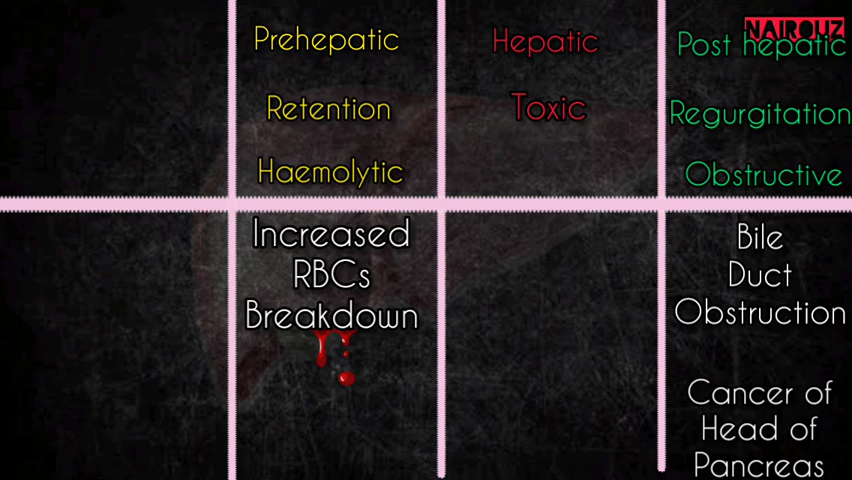 NAIROUZ
Prehepatic
Hepatic
Post hepatic
Retention
Toxic
Regurgitation
Haemolytic
Obstructive
Increased
RBCs
Breakdown
Bile
Duct
Obstruction
Cancer of
Head of
Pancreas